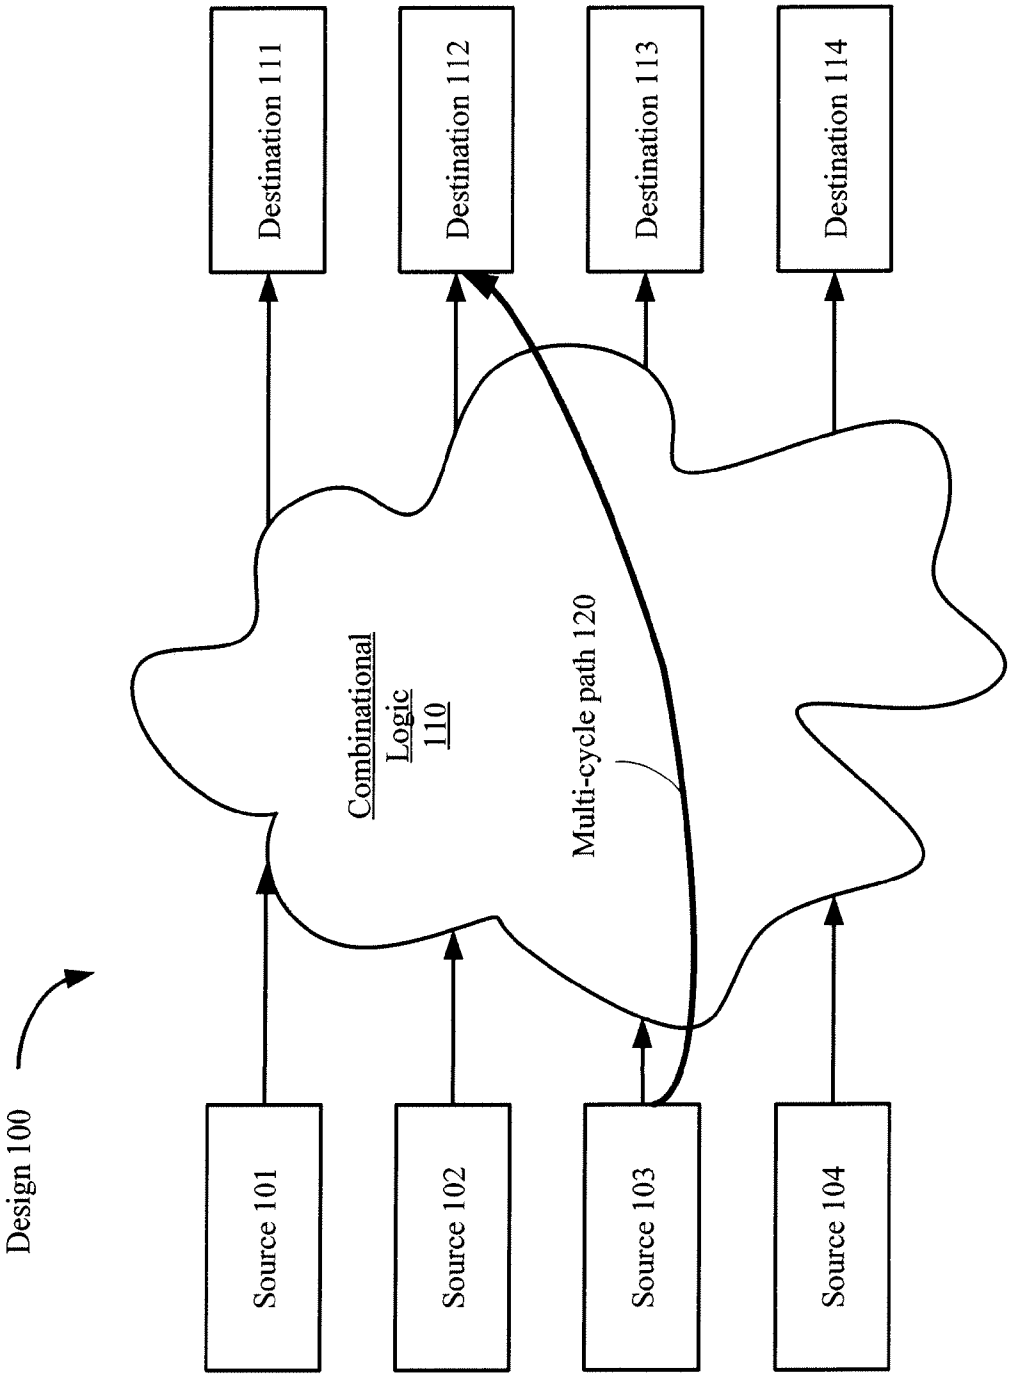 Design 100
Source 101
Source 102
Source 103
Source 104
Combinational
Logic
110
Multi-cycle path 120
Destination 111
Destination 112
Destination 113
Destination 114